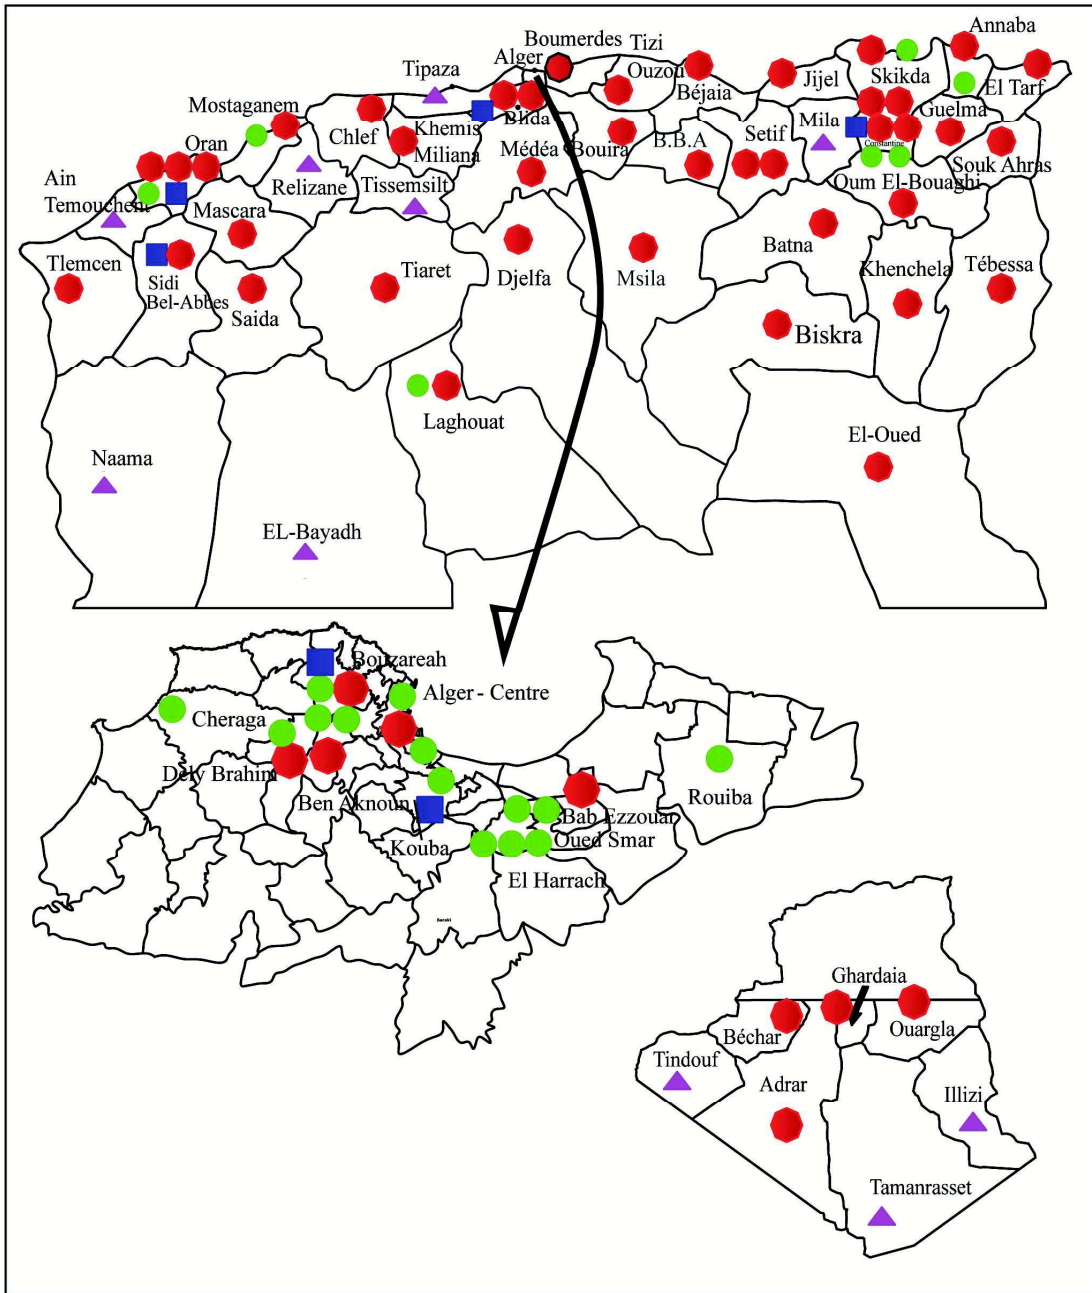 Annaba
Boumerdes
Tizi
Alger
Ouzou
Tipaza
Béjaia
Jijel
Skikda
El Tarf
Mostaganem
Chlef
Khemis
Miliana
Blida
Médéa
Bouira
B.B.A
Setif
Mila
Guelma
Constantine
Souk Ahras
Oran
Relizane
Tissemsilt
Oum El-Bouaghi
Ain
Temouchent
Mascara
Tlemcen
Sidi
Bel-Abbes
Saida
Tiaret
Djelfa
Msila
Batna
Khenchela
Tébessa
Biskra
Laghouat
El-Oued
Naama
EL-Bayadh
Bouzareah
Alger - Centre
Cheraga
Dely Brahim
Ben Aknoun
Rouiba
Bab Ezzouar
Oued Smar
Kouba
El Harrach
Baraki
Ghardaia
Béchar
Ouargla
Tindouf
Adrar
Illizi
Tamanrasset